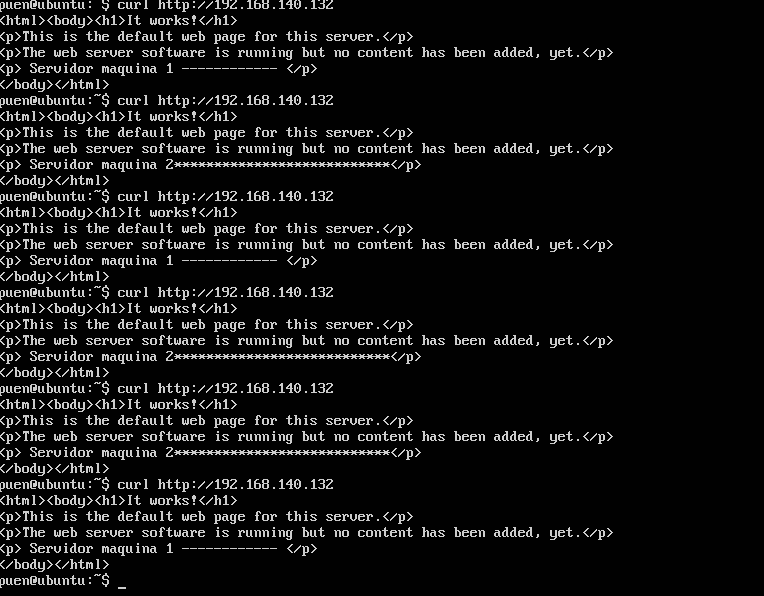 puen@ubuntu:~$ curl http://192.168.140.132
<html><body><h1>It works!</h1>
<p>This is the default web page for this server.</p>
<p>The web server software is running but no content has been added, yet.</p>
<p> Servidor maquina 1 ------------ </p>
</body></html>
puen@ubuntu:~$ curl http://192.168.140.132
<html><body><h1>It works!</h1>
<p>This is the default web page for this server.</p>
<p>The web server software is running but no content has been added, yet.</p>
<p> Servidor maquina 2***************************</p>
</body></html>
puen@ubuntu:~$ curl http://192.168.140.132
<html><body><h1>It works!</h1>
<p>This is the default web page for this server.</p>
<p>The web server software is running but no content has been added, yet.</p>
<p> Servidor maquina 1 ------------ </p>
</body></html>
puen@ubuntu:~$ curl http://192.168.140.132
<html><body><h1>It works!</h1>
<p>This is the default web page for this server.</p>
<p>The web server software is running but no content has been added, yet.</p>
<p> Servidor maquina 2***************************</p>
</body></html>
puen@ubuntu:~$ curl http://192.168.140.132
<html><body><h1>It works!</h1>
<p>This is the default web page for this server.</p>
<p>The web server software is running but no content has been added, yet.</p>
<p> Servidor maquina 2***************************</p>
</body></html>
puen@ubuntu:~$ curl http://192.168.140.132
<html><body><h1>It works!</h1>
<p>This is the default web page for this server.</p>
<p>The web server software is running but no content has been added, yet.</p>
<p> Servidor maquina 1 ------------ </p>
</body></html>
puen@ubuntu:~$ _